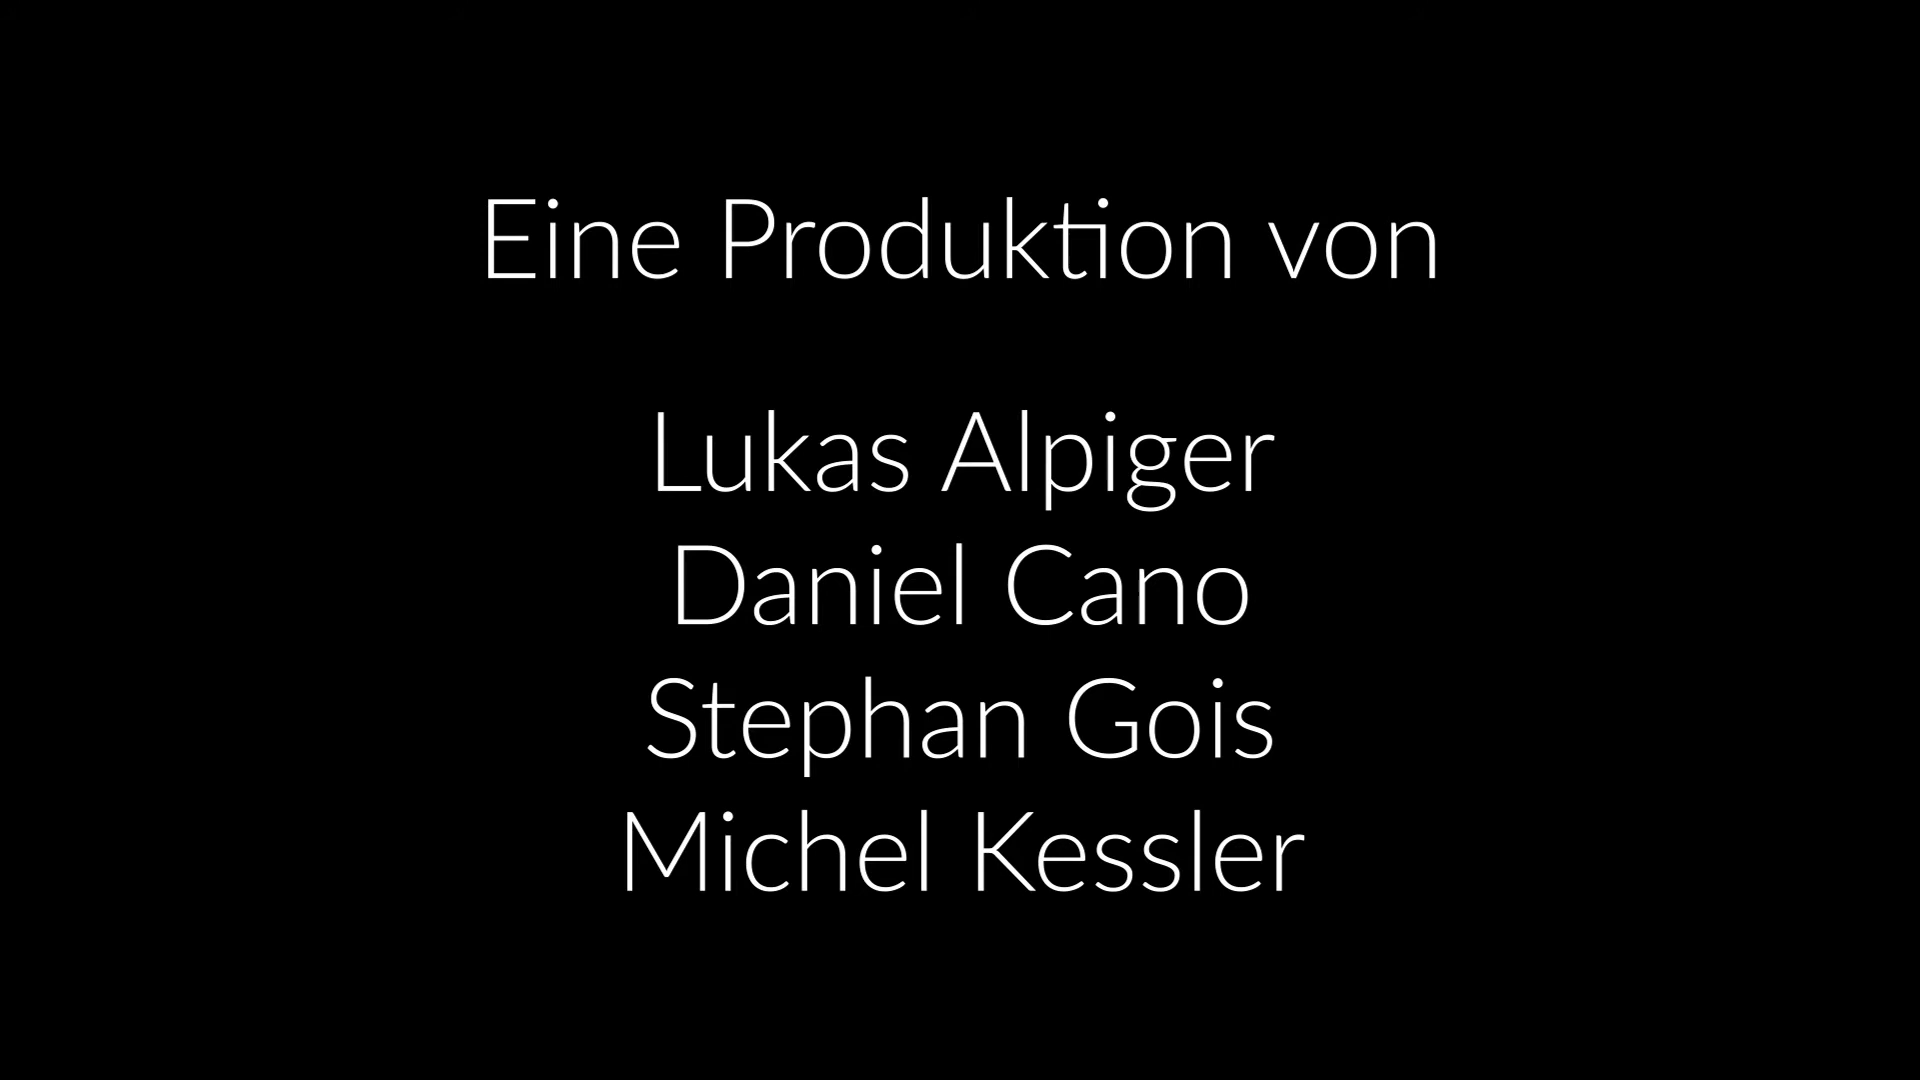 Eine Produktion von
Lukas Alpiger
Daniel Cano
Stephan Gois
Michel Kessler